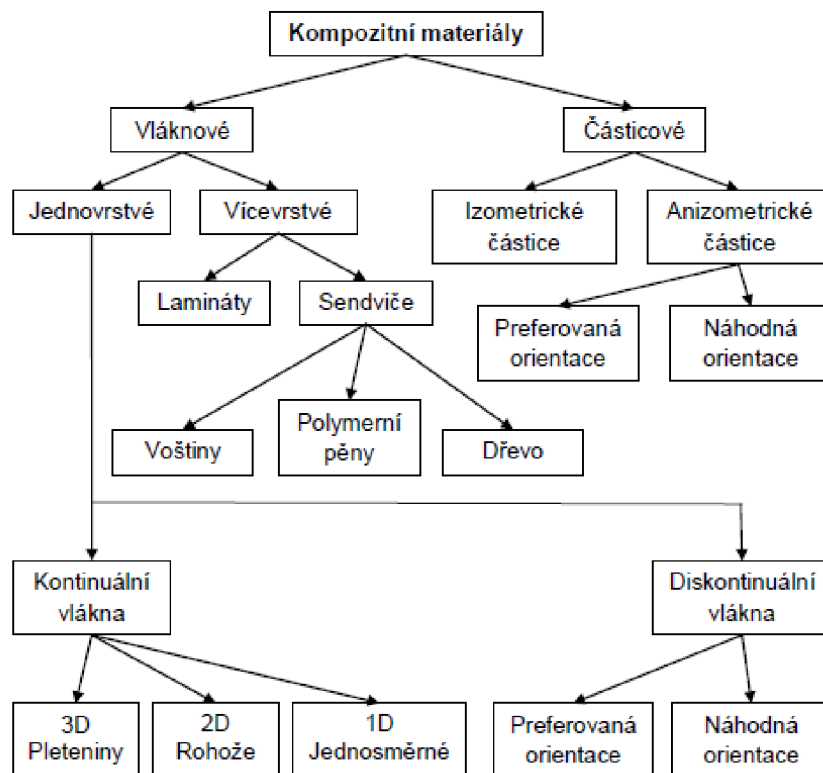 Kompozitní materiály
Vláknové
Částicové
Jednovrstvé
Vícevrstvé
Izometrické
částice
Anizometrické
částice
Lamináty
Sendviče
Preferovaná
orientace
Náhodná
orientace
Voštiny
Polymerní
pěny
Dřevo
Kontinuální
vlákna
Diskontinuální
vlákna
3D
Pleteniny
2D
Rohože
1D
Jednosměrné
Preferovaná
orientace
Náhodná
orientace